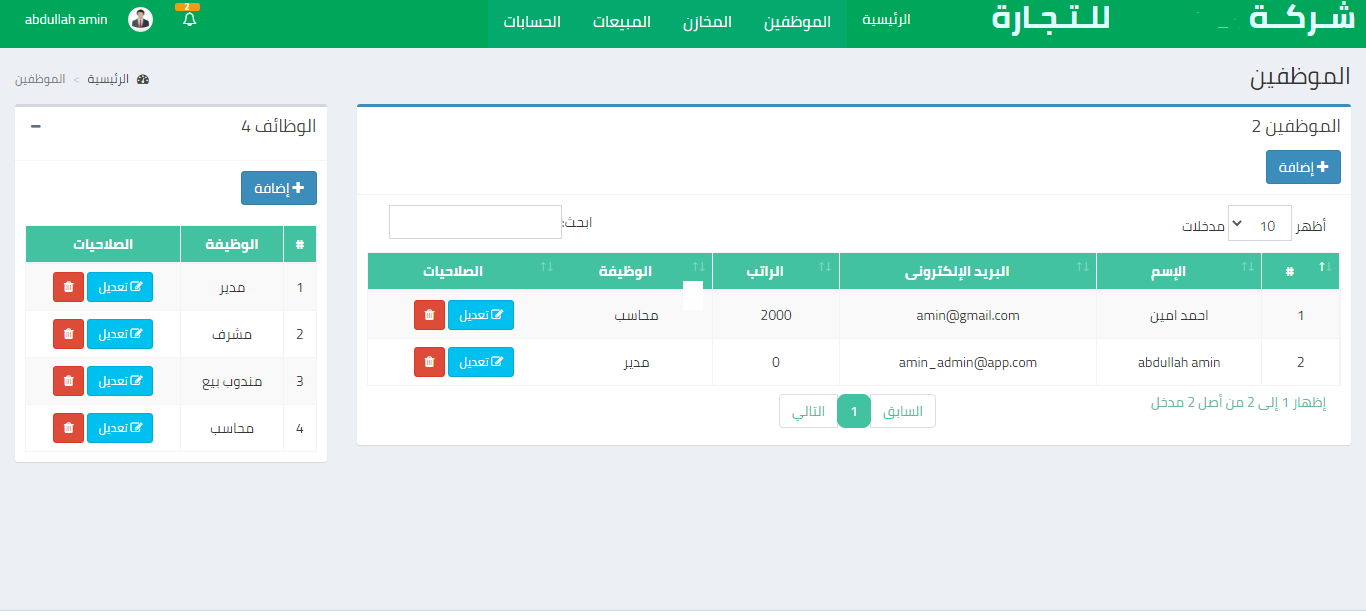 شركة للتجارة
الرئيسية الموظفين المخازن المبيعات الحسابات 2 abdullah amin
الموظفين
الرئيسية > الموظفين
الموظفين 2
إضافة
أظهر 10 مدخلات
ابحث:
# الإسم البريد الإلكترونى الراتب الوظيفة الصلاحيات
1 احمد امين amin@gmail.com 2000 محاسب تعديل
2 abdullah amin amin_admin@app.com 0 مدير تعديل
إظهار 1 إلى 2 من أصل 2 مدخل
السابق 1 التالي
الوظائف 4
إضافة
# الوظيفة الصلاحيات
1 مدير تعديل
2 مشرف تعديل
3 مندوب بيع تعديل
4 محاسب تعديل